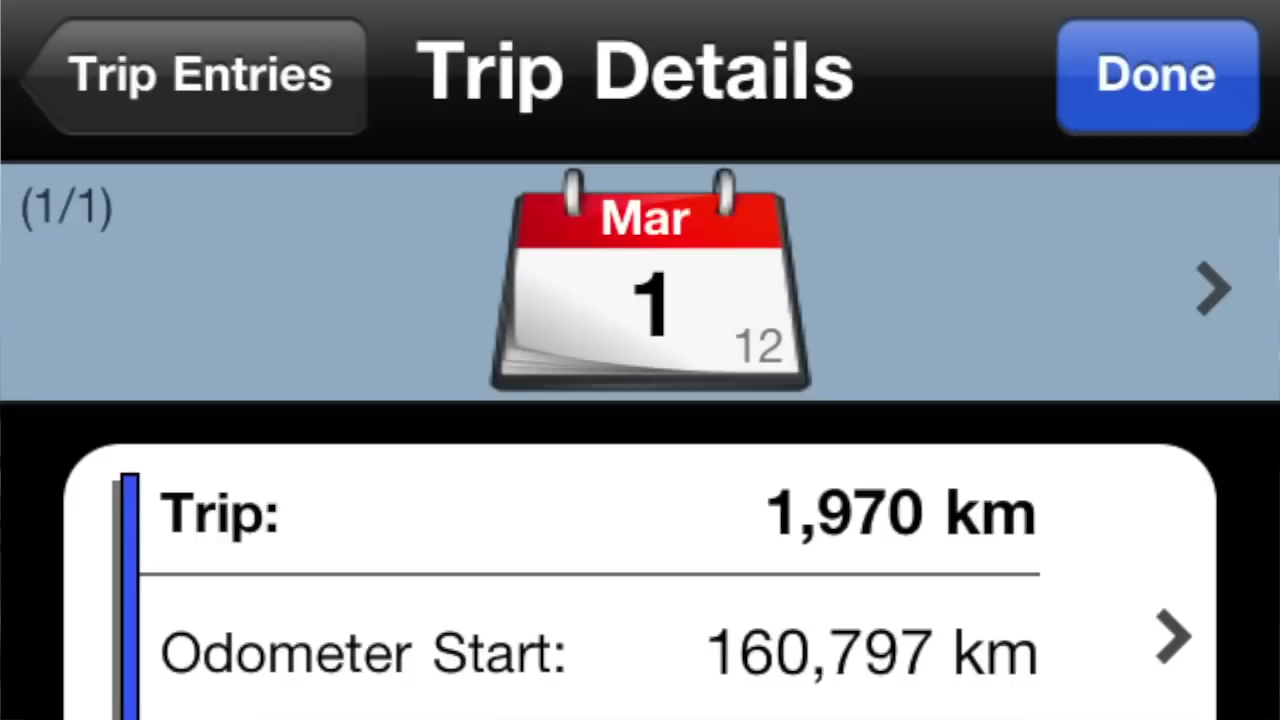 Trip Entries Trip Details Done
(1/1)
Mar
1
12
Trip: 1,970 km
Odometer Start: 160,797 km